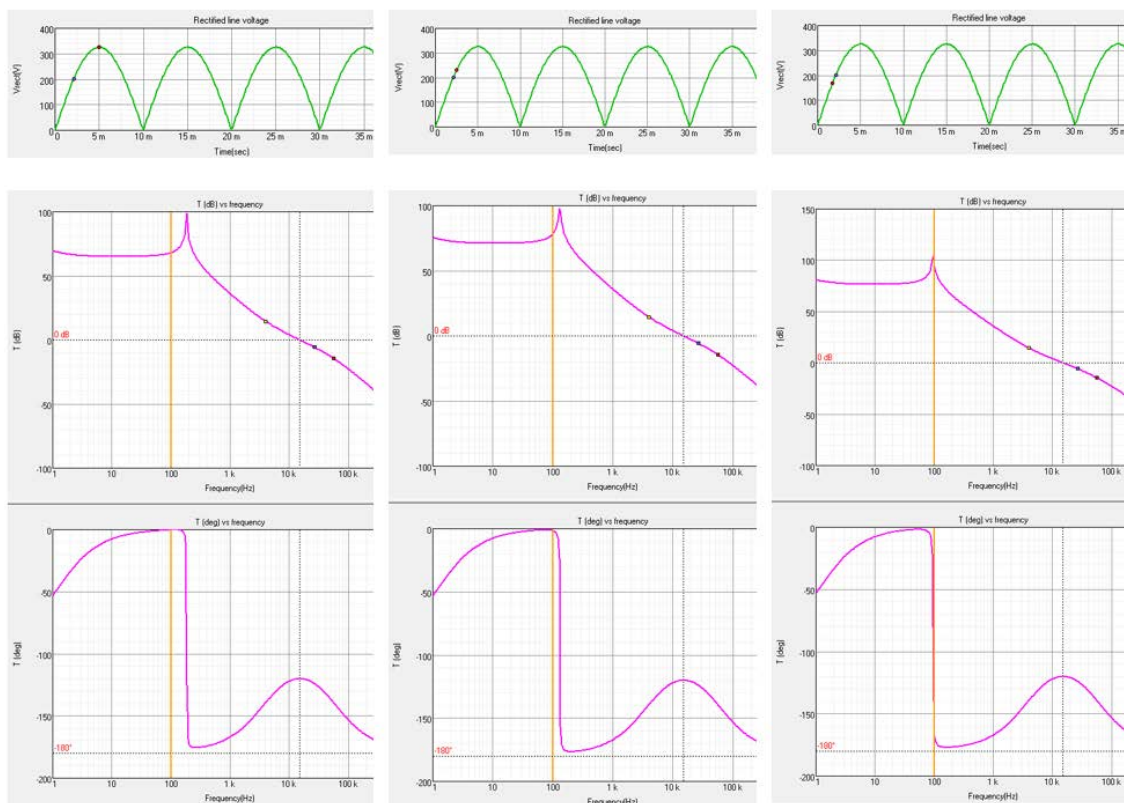 Rectified line voltage
Vrect(V)
400
300
200
100
0
0 5 m 10 m 15 m 20 m 25 m 30 m 35 m
Time(sec)
Rectified line voltage
Vrect(V)
400
300
200
100
0
0 5 m 10 m 15 m 20 m 25 m 30 m 35 m
Time(sec)
Rectified line voltage
Vrect(V)
400
300
200
100
0
0 5 m 10 m 15 m 20 m 25 m 30 m 35 m
Time(sec)
T (dB) vs frequency
T (dB)
100
50
0 dB
0
-50
-100
1 10 100 1 k 10 k 100 k
Frequency(Hz)
T (dB) vs frequency
T (dB)
100
50
0 dB
0
-50
-100
1 10 100 1 k 10 k 100 k
Frequency(Hz)
T (dB) vs frequency
T (dB)
150
100
50
0 dB
0
-50
-100
1 10 100 1 k 10 k 100 k
Frequency(Hz)
T (deg) vs frequency
T (deg)
0
-50
-100
-150
-180°
-200
1 10 100 1 k 10 k 100 k
Frequency(Hz)
T (deg) vs frequency
T (deg)
0
-50
-100
-150
-180°
-200
1 10 100 1 k 10 k 100 k
Frequency(Hz)
T (deg) vs frequency
T (deg)
0
-50
-100
-150
-180°
-200
1 10 100 1 k 10 k 100 k
Frequency(Hz)